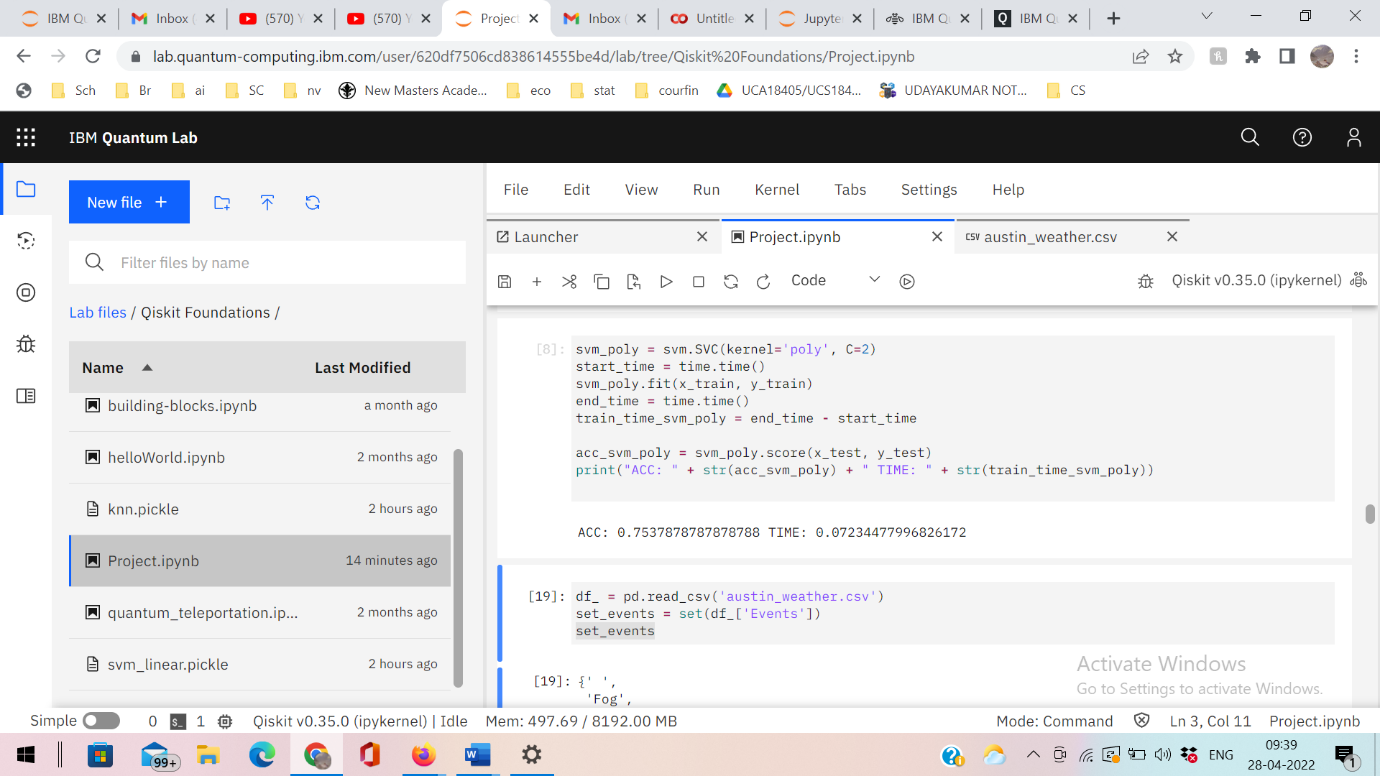 IBM Qu
Inbox (
(570) Y
(570) Y
Project
Inbox (
Untitle
Jupyte
IBM Q
IBM Q
lab.quantum-computing.ibm.com/user/620df7506cd838614555be4d/lab/tree/Qiskit%20Foundations/Project.ipynb
Sch
Br
ai
SC
nv
New Masters Acade...
eco
stat
courfin
UCA18405/UCS184...
UDAYAKUMAR NOT...
CS
IBM Quantum Lab
New file +
Filter files by name
Lab files / Qiskit Foundations /
Name
Last Modified
building-blocks.ipynb
a month ago
helloWorld.ipynb
2 months ago
knn.pickle
2 hours ago
Project.ipynb
14 minutes ago
quantum_teleportation.ip...
2 months ago
svm_linear.pickle
2 hours ago
File Edit View Run Kernel Tabs Settings Help
Launcher
Project.ipynb
CSV austin_weather.csv
Code
Qiskit v0.35.0 (ipykernel)
[8]: svm_poly = svm.SVC(kernel='poly', C=2)
start_time = time.time()
svm_poly.fit(x_train, y_train)
end_time = time.time()
train_time_svm_poly = end_time - start_time
acc_svm_poly = svm_poly.score(x_test, y_test)
print("ACC: " + str(acc_svm_poly) + " TIME: " + str(train_time_svm_poly))
ACC: 0.7537878787878788 TIME: 0.07234477996826172
[19]: df_ = pd.read_csv('austin_weather.csv')
set_events = set(df_['Events'])
set_events
[19]: {' ',
'Fog',
Activate Windows
Go to Settings to activate Windows.
Simple
0
1
Qiskit v0.35.0 (ipykernel) | Idle
Mem: 497.69 / 8192.00 MB
Mode: Command
Ln 3, Col 11
Project.ipynb
99+
ENG
09:39
28-04-2022
1